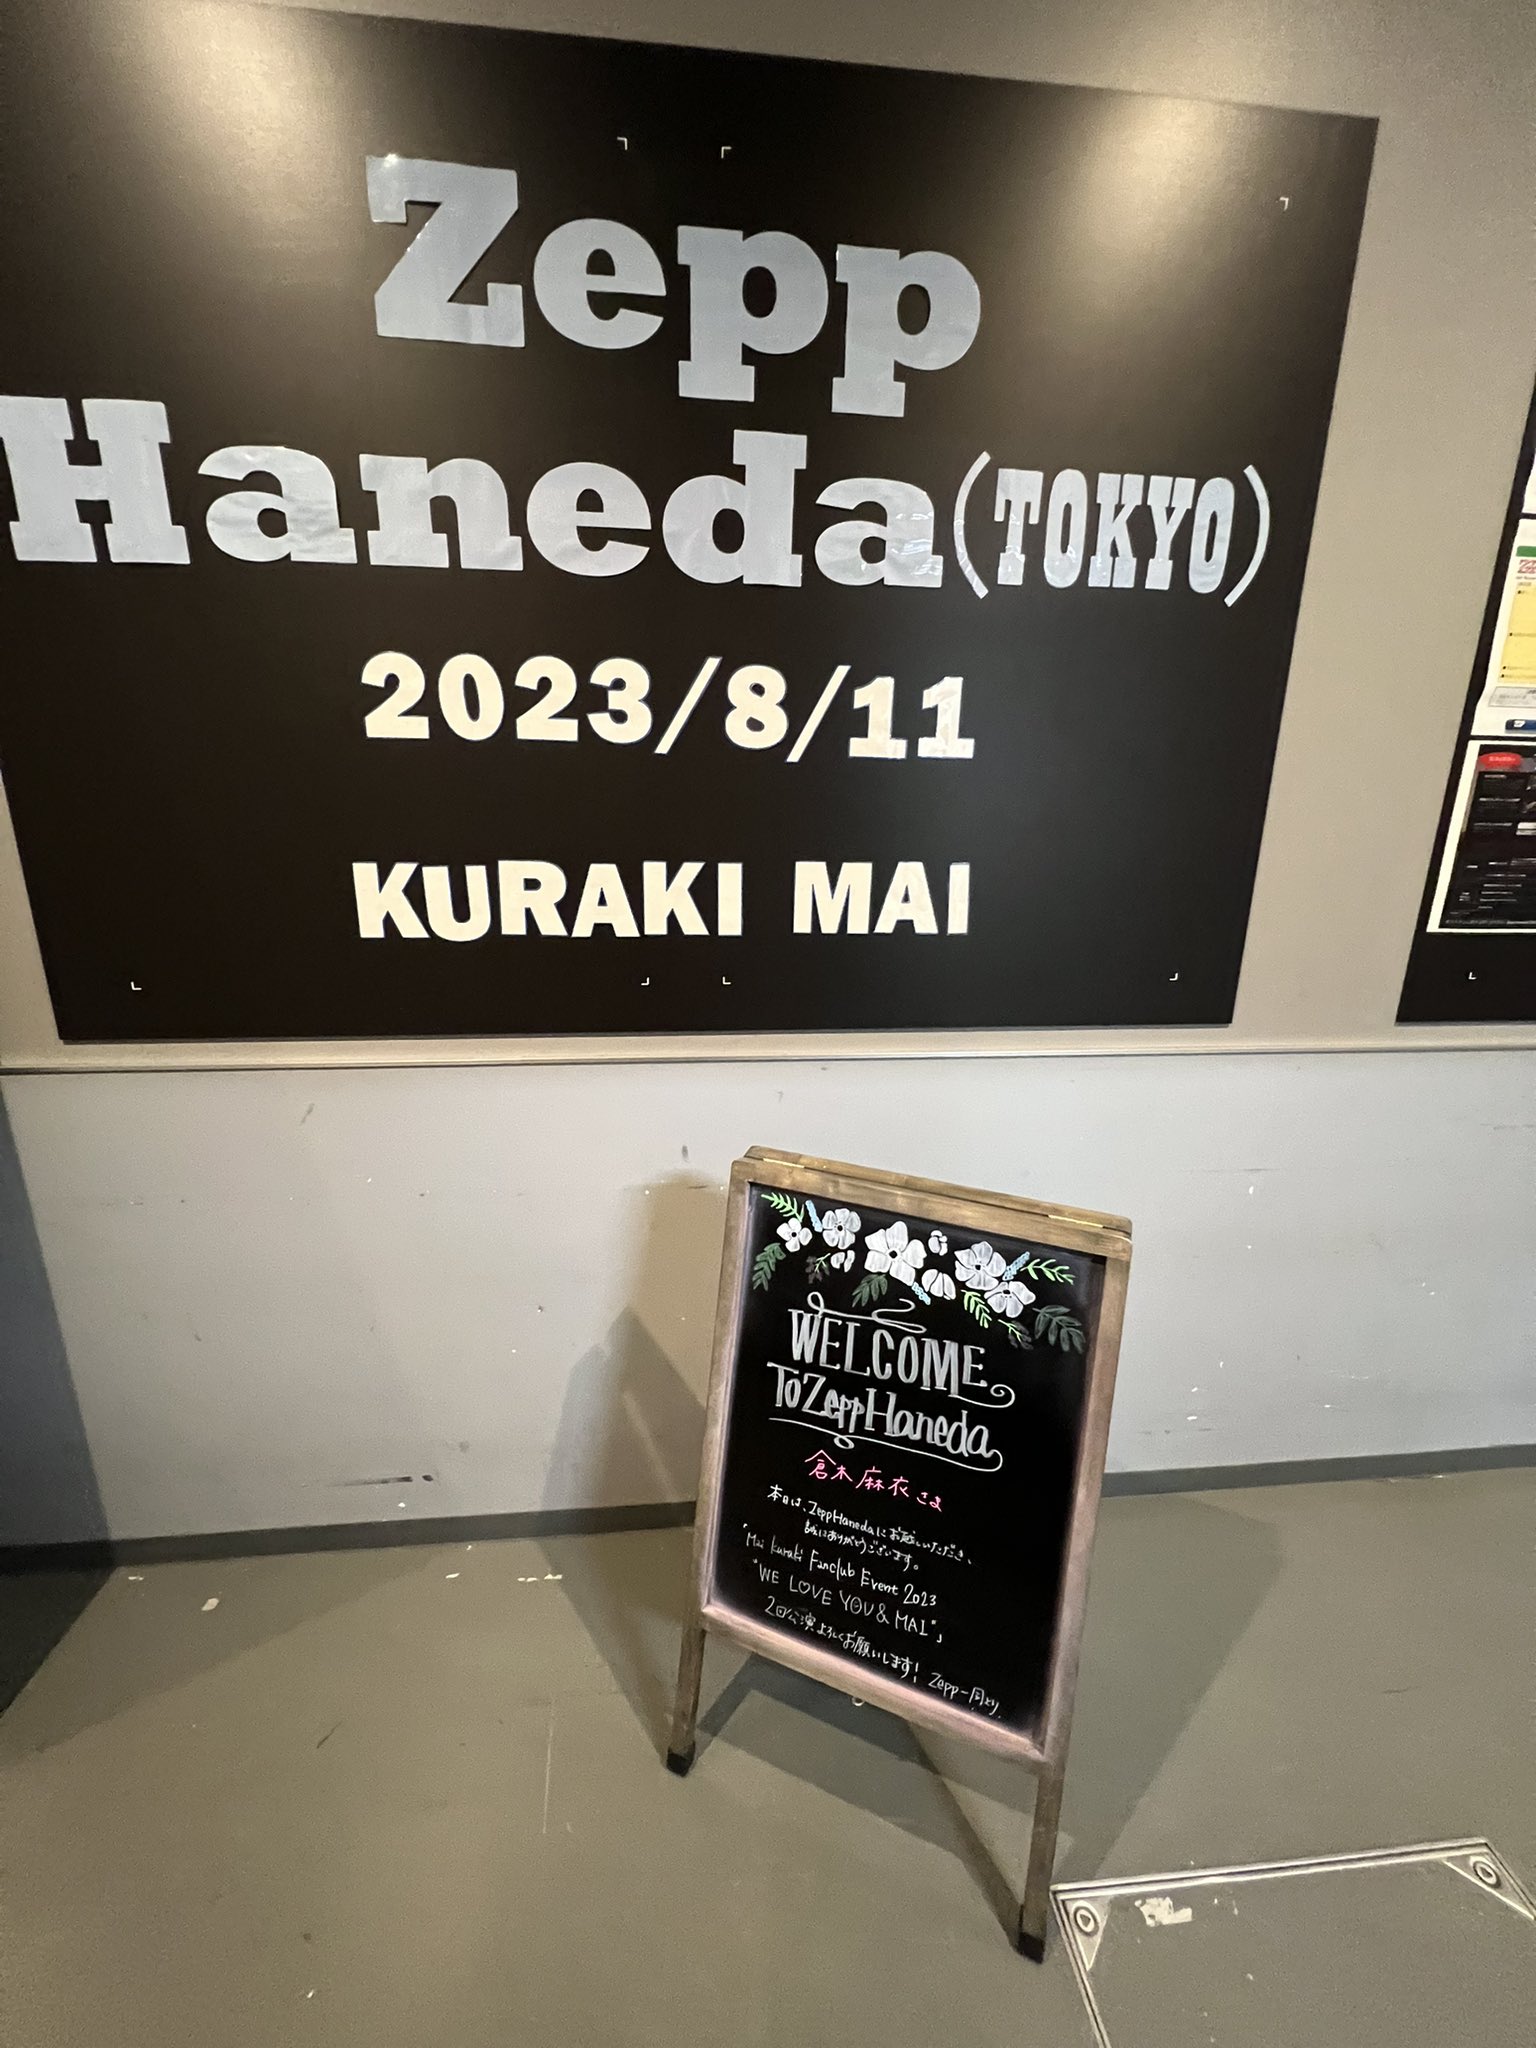 Zepp
Haneda(TOKYO)
2023/8/11
KURAKI MAI
WELCOME
To Zepp Haneda
倉木麻衣さま
本日は、ZeppHanedaにお越しいただき、
誠にありがとうございます。
「Mai Kuraki Fanclub Event 2023
"WE LOVE YOU & MAI"」
2回公演よろしくお願いします! Zepp一同より